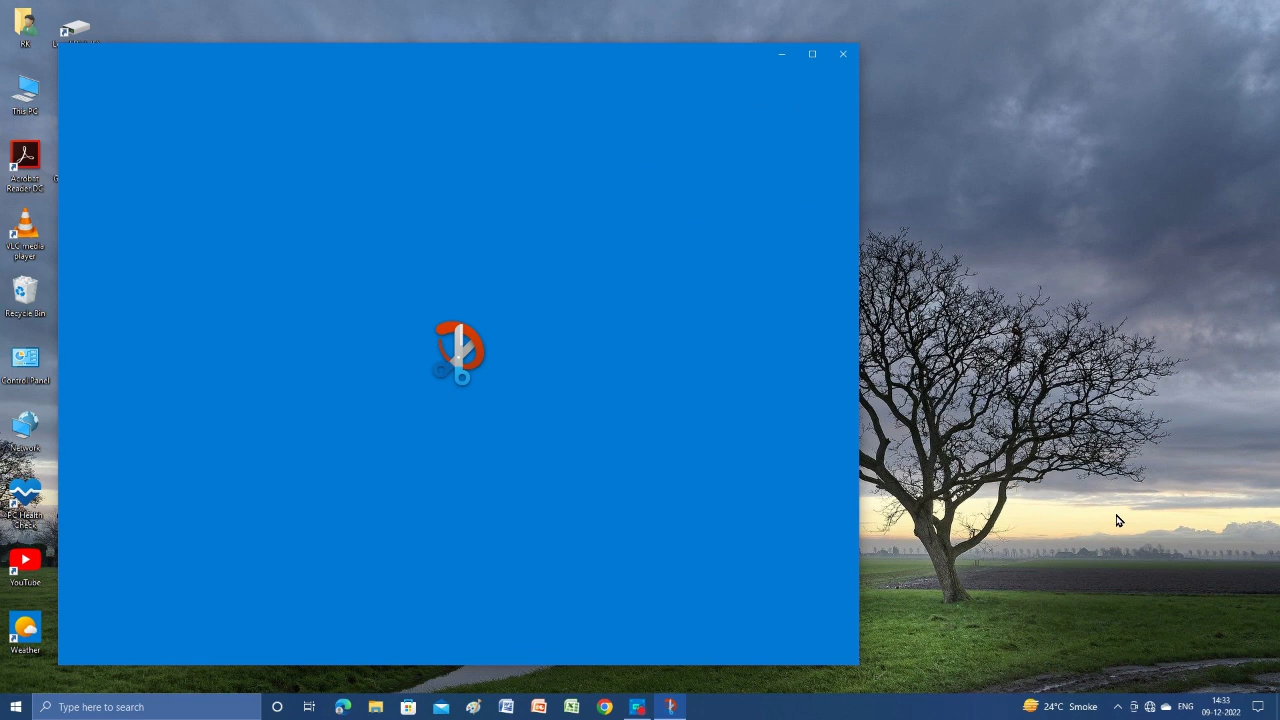 RK
This PC
Acrobat
Reader DC
VLC media
player
Recycle Bin
Control Panel
Network
PC Health
Check
YouTube
Weather
Type here to search
24°C Smoke
ENG
14:33
09-12-2022